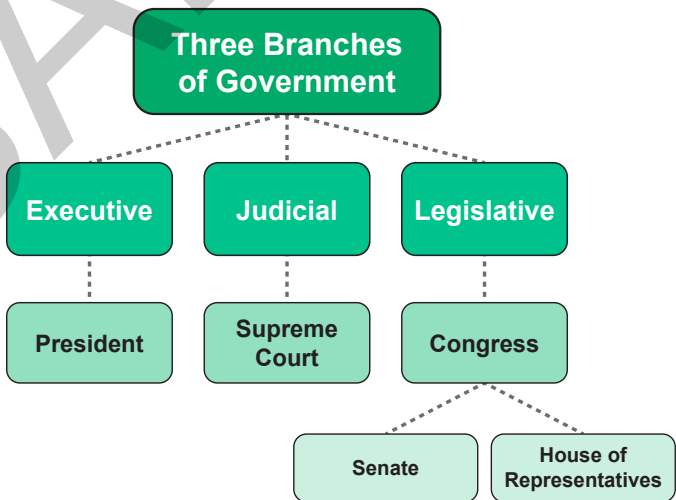 Three Branches
of Government
Executive
Judicial
Legislative
President
Supreme
Court
Congress
Senate
House of
Representatives